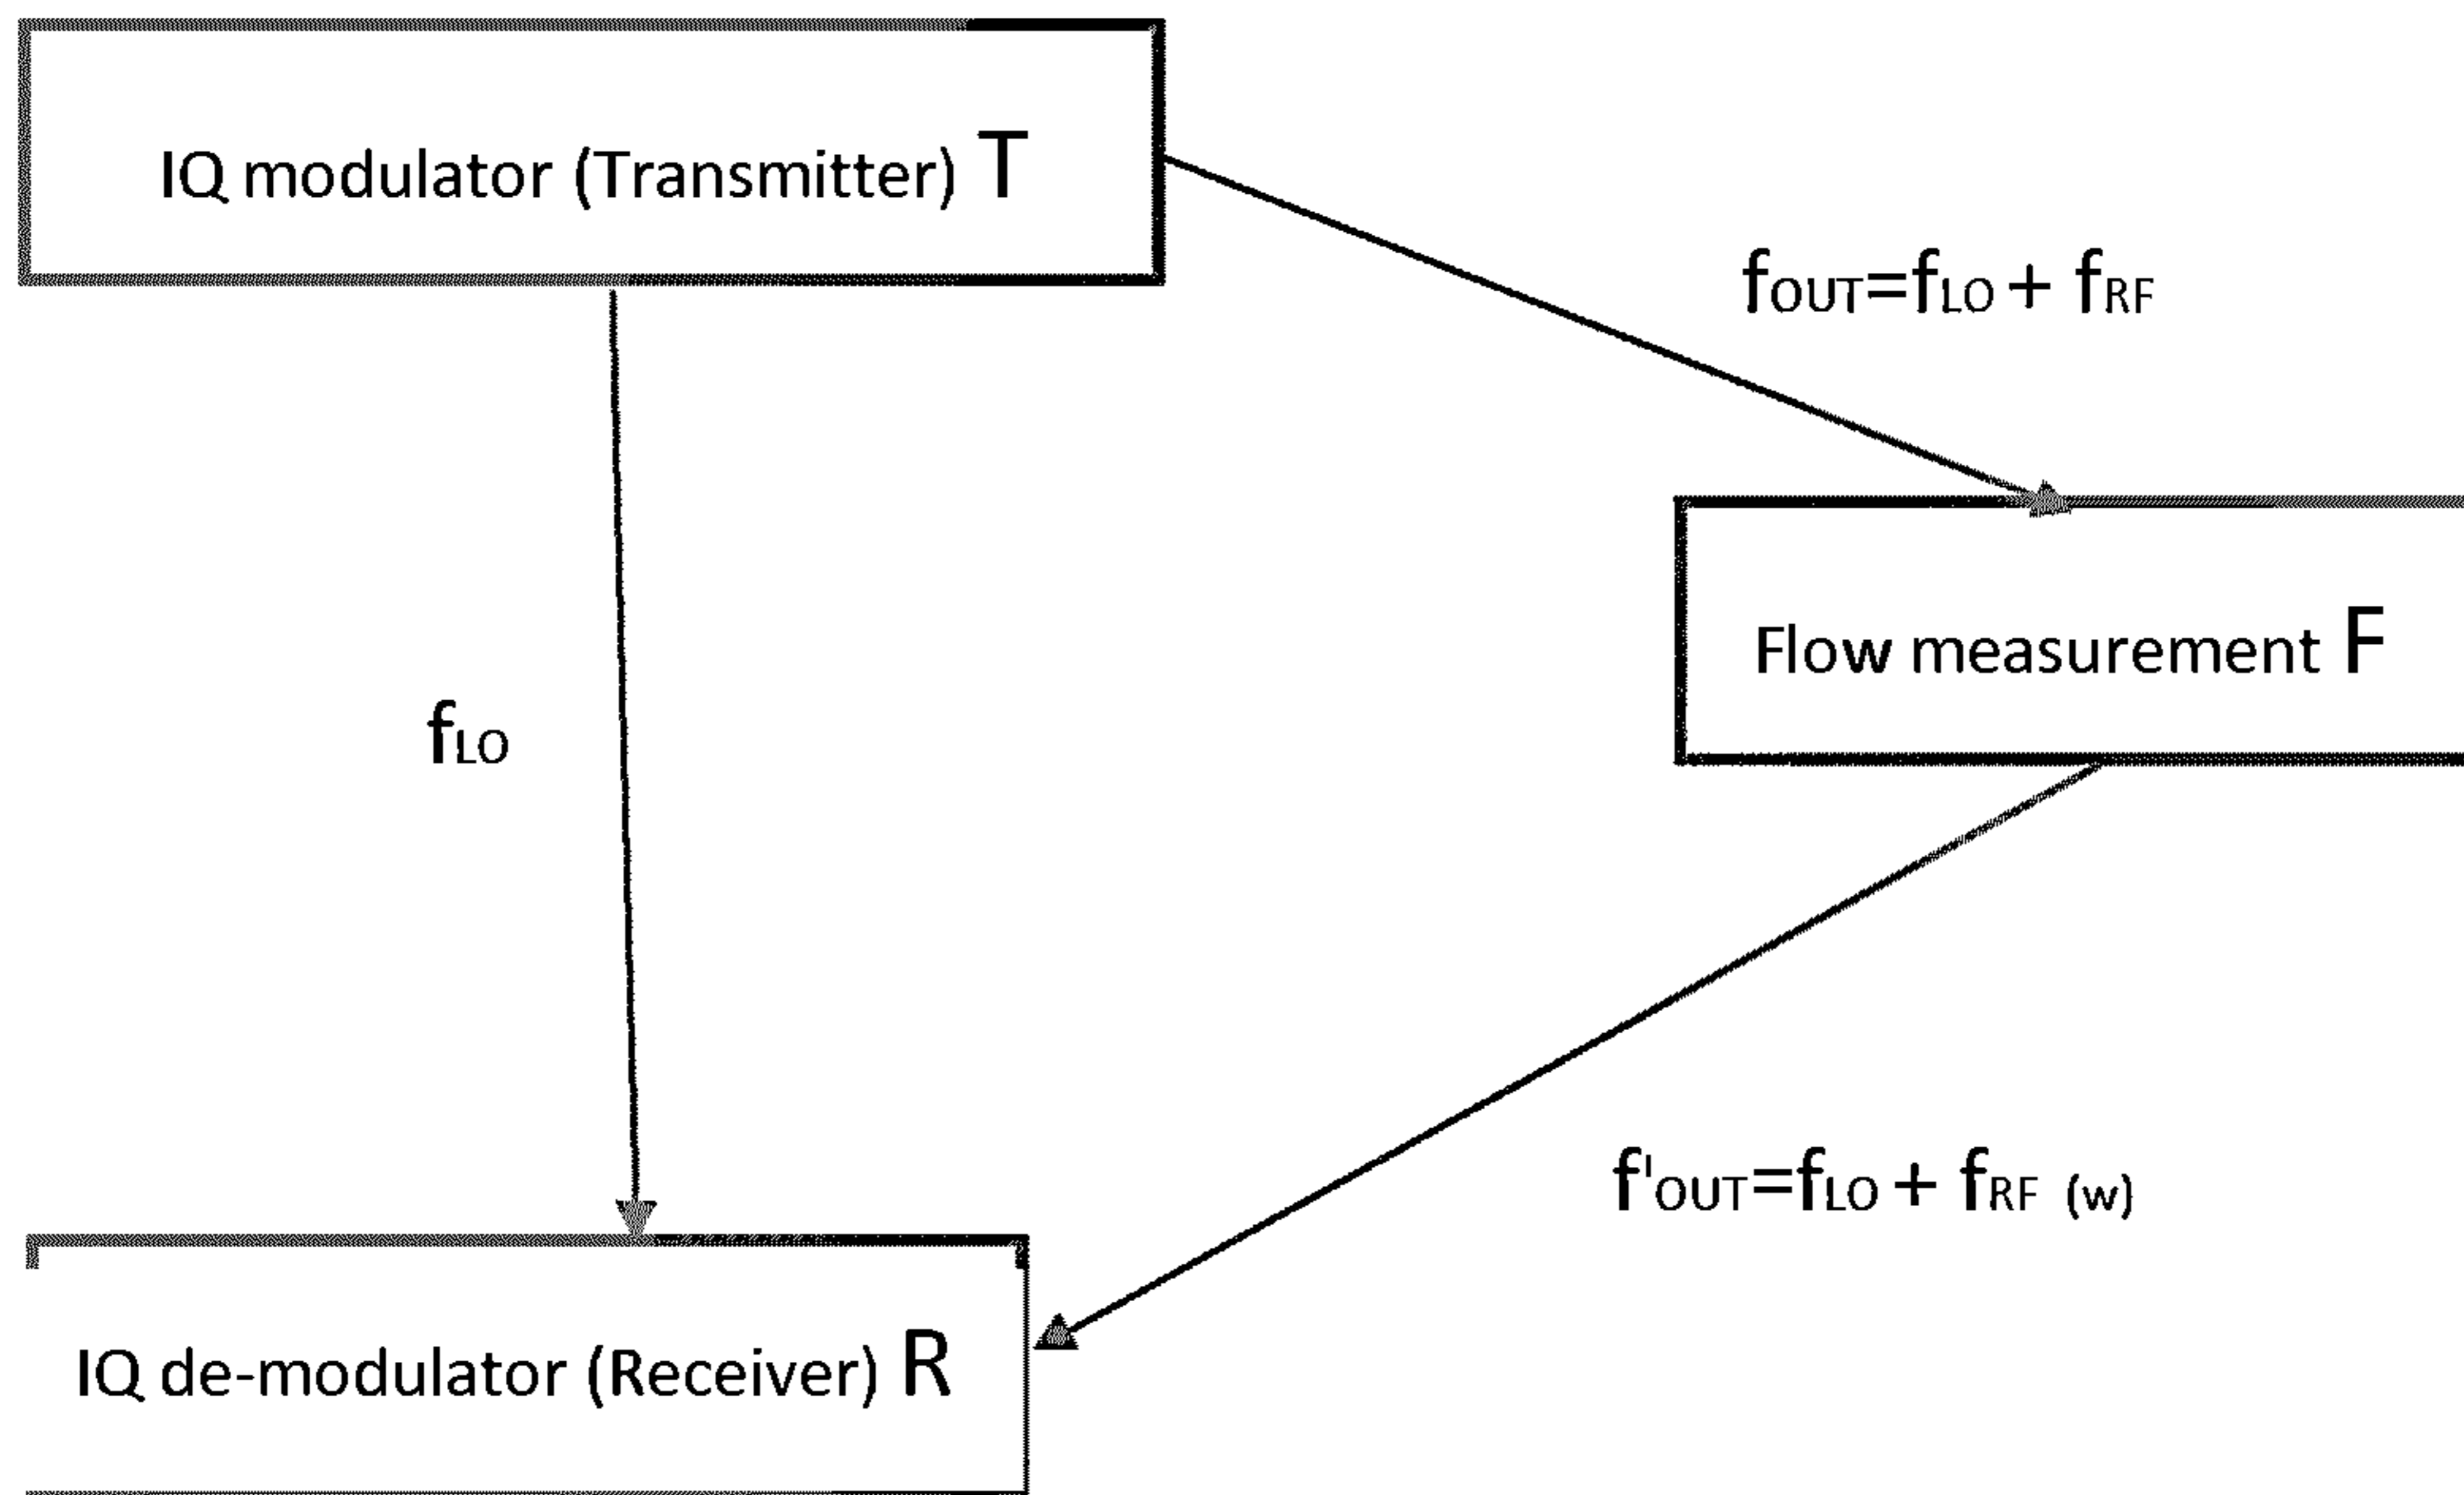 IQ modulator (Transmitter) T
fOUT=fLO + fRF
Flow measurement F
fLO
f'OUT=fLO + fRF (w)
IQ de-modulator (Receiver) R